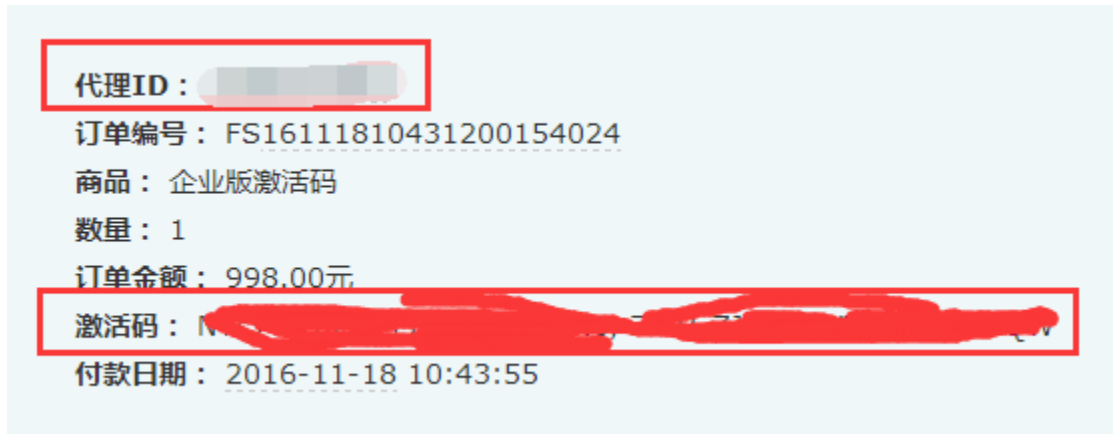 代理ID：
订单编号： FS16111810431200154024
商品： 企业版激活码
数量： 1
订单金额： 998.00元
激活码：
付款日期： 2016-11-18 10:43:55